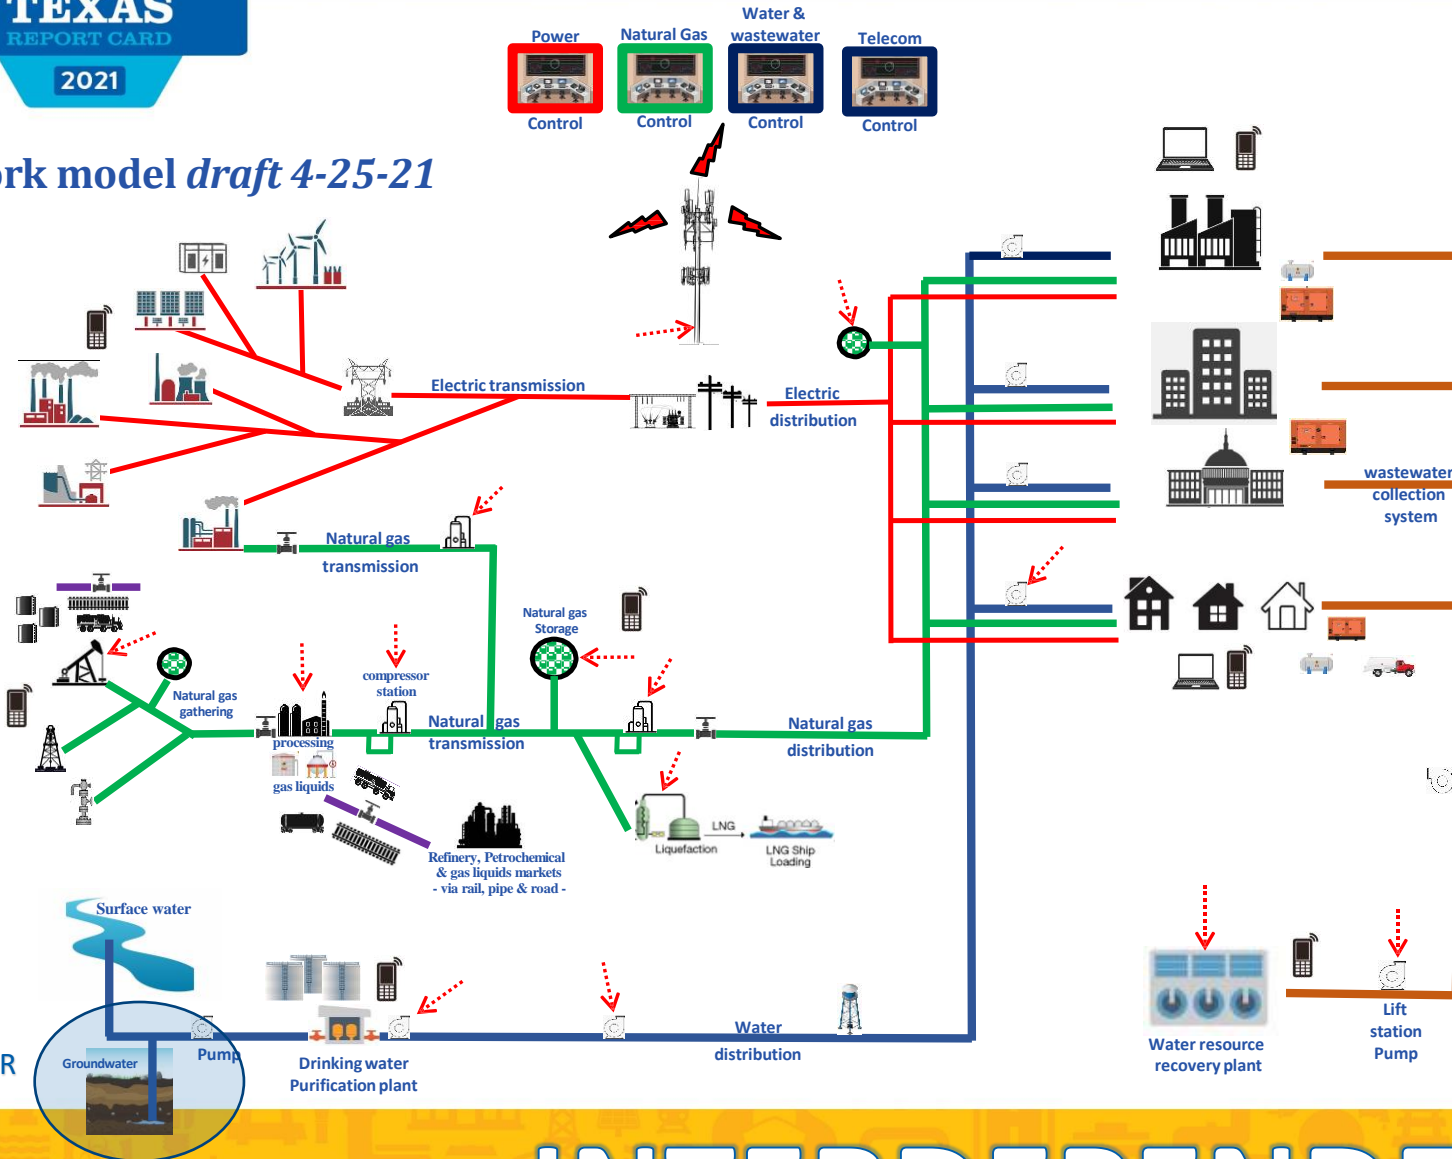 TEXAS
REPORT CARD
2021
model draft 4-25-21
Power
Control
Natural Gas
Control
Water &
wastewater
Control
Telecom
Control
Electric transmission
Electric
distribution
wastewater
collection
system
Natural gas
transmission
Natural gas
Storage
Natural gas
gathering
compressor
station
processing
gas liquids
Natural gas
transmission
Natural gas
distribution
Refinery, Petrochemical
& gas liquids markets
- via rail, pipe & road -
LNG
Liquefaction
LNG Ship
Loading
Surface water
Groundwater
Pump
Drinking water
Purification plant
Water
distribution
Water resource
recovery plant
Lift
station
Pump